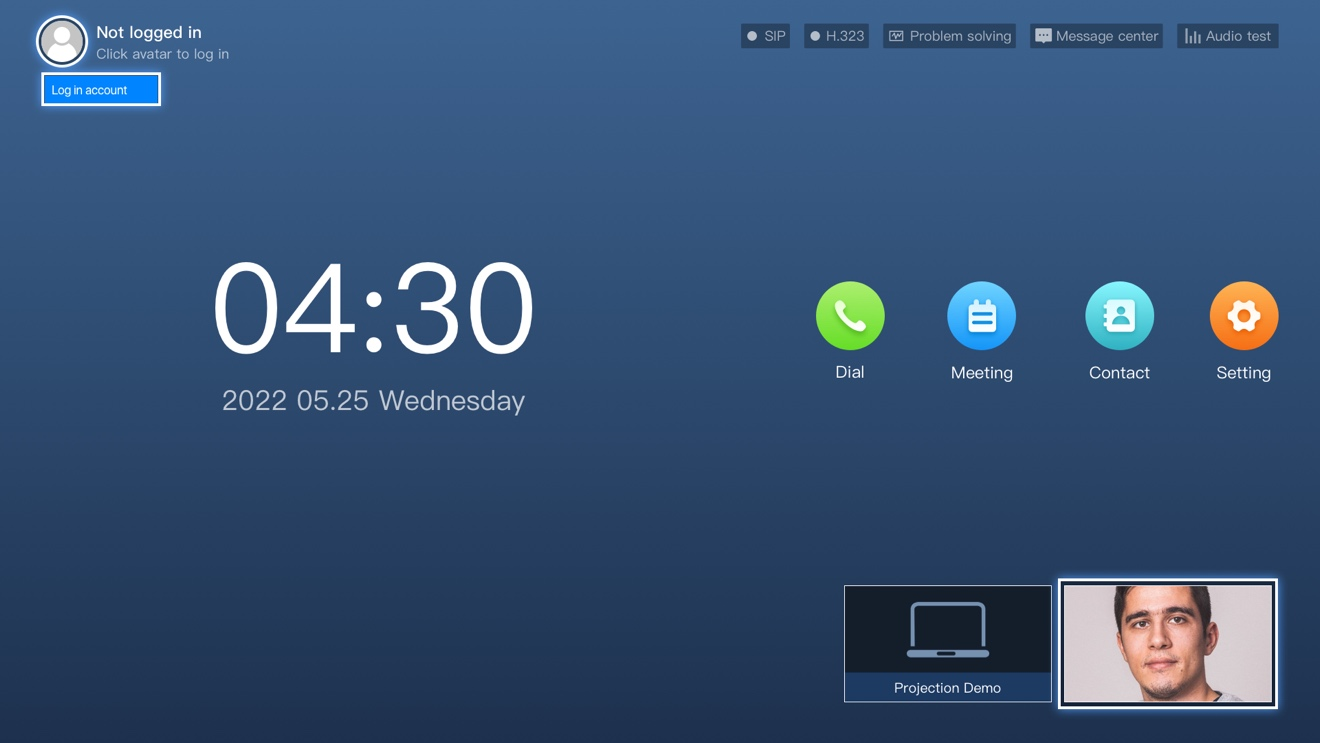 Not logged in
Click avatar to log in
Log in account
SIP
H.323
Problem solving
Message center
Audio test
04:30
2022 05.25 Wednesday
Dial
Meeting
Contact
Setting
Projection Demo